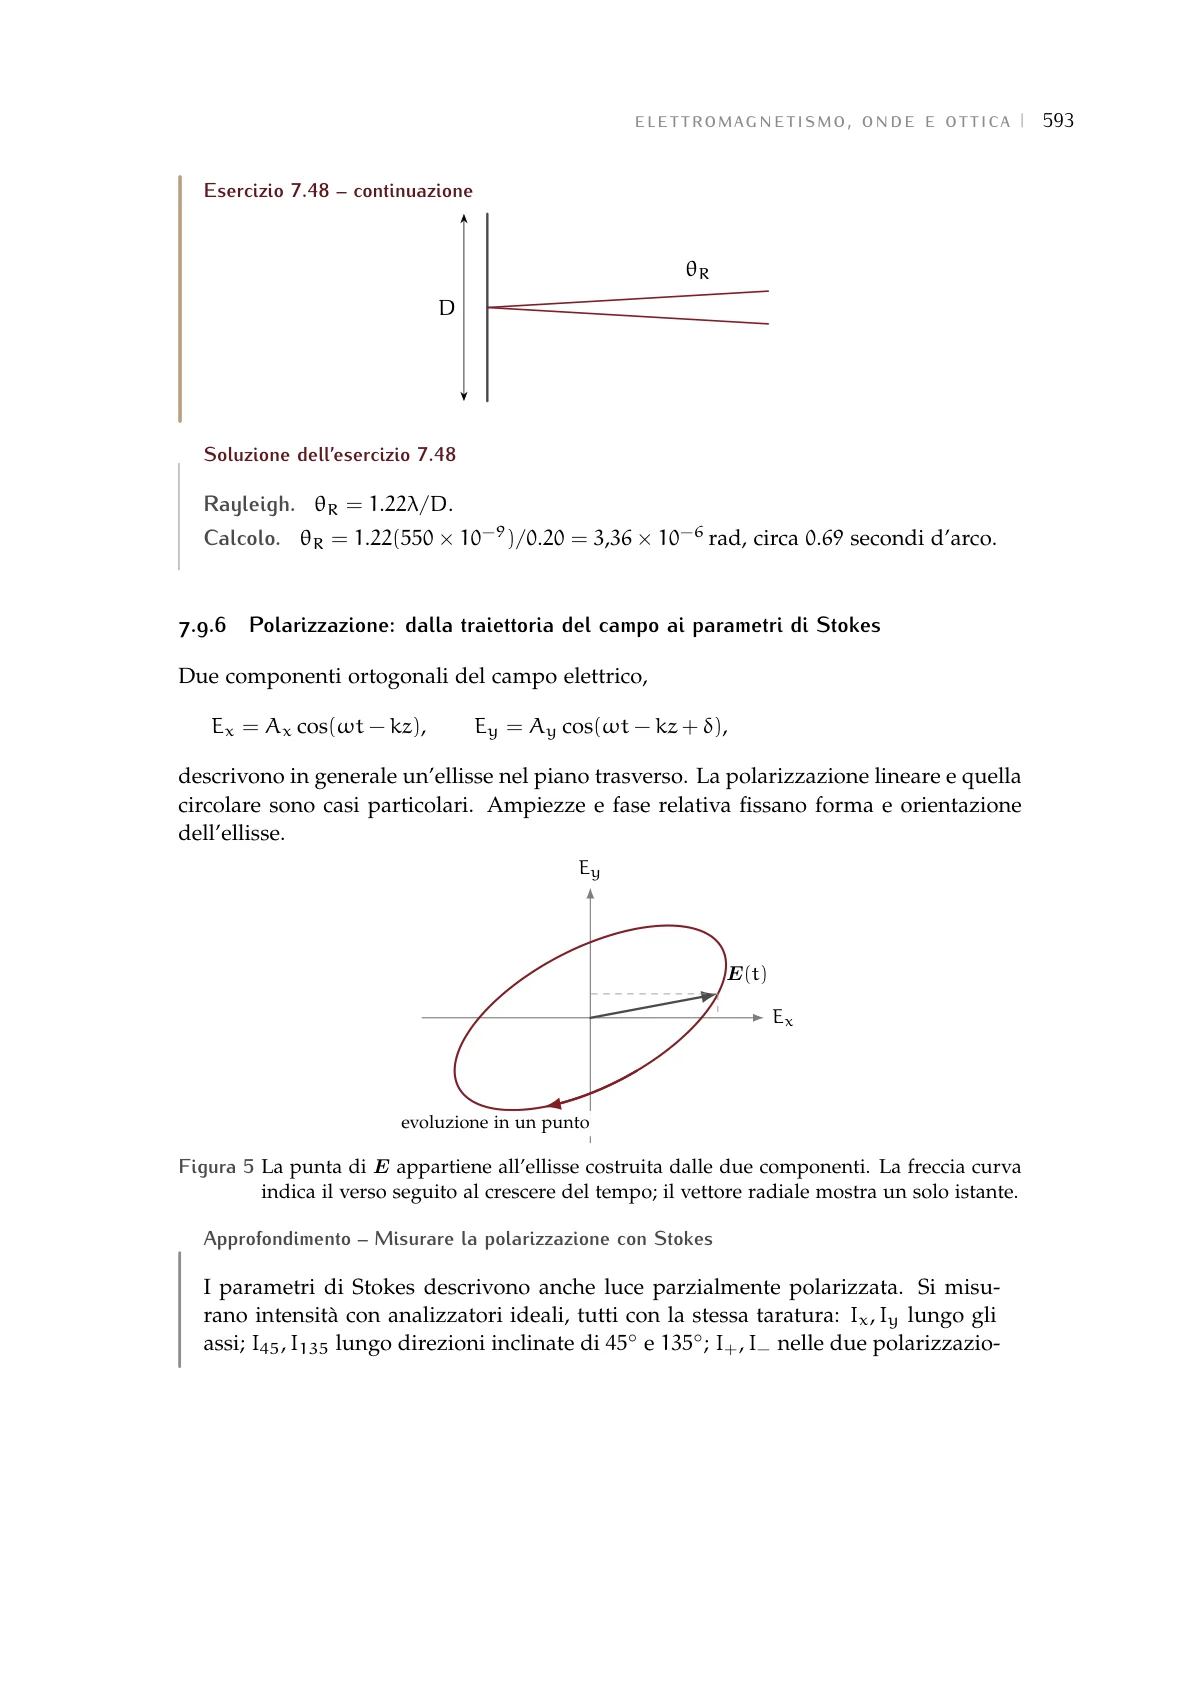 ELETTROMAGNETISMO, ONDE E OTTICA | 593
Esercizio 7.48 – continuazione
θR
D
Soluzione dell'esercizio 7.48
Rayleigh. θR = 1.22λ/D.
Calcolo. θR = 1.22(550 × 10⁻⁹)/0.20 = 3,36 × 10⁻⁶ rad, circa 0.69 secondi d'arco.
7.9.6 Polarizzazione: dalla traiettoria del campo ai parametri di Stokes
Due componenti ortogonali del campo elettrico,
Eₓ = Aₓ cos(ωt − kz), Ey = Ay cos(ωt − kz + δ),
descrivono in generale un'ellisse nel piano trasverso. La polarizzazione lineare e quella
circolare sono casi particolari. Ampiezze e fase relativa fissano forma e orientazione
dell'ellisse.
Ey
E(t)
Eₓ
evoluzione in un punto
Figura 5 La punta di E appartiene all'ellisse costruita dalle due componenti. La freccia curva
indica il verso seguito al crescere del tempo; il vettore radiale mostra un solo istante.
Approfondimento – Misurare la polarizzazione con Stokes
I parametri di Stokes descrivono anche luce parzialmente polarizzata. Si misu-
rano intensità con analizzatori ideali, tutti con la stessa taratura: Iₓ, Iy lungo gli
assi; I₄₅, I₁₃₅ lungo direzioni inclinate di 45° e 135°; I₊, I₋ nelle due polarizzazio-